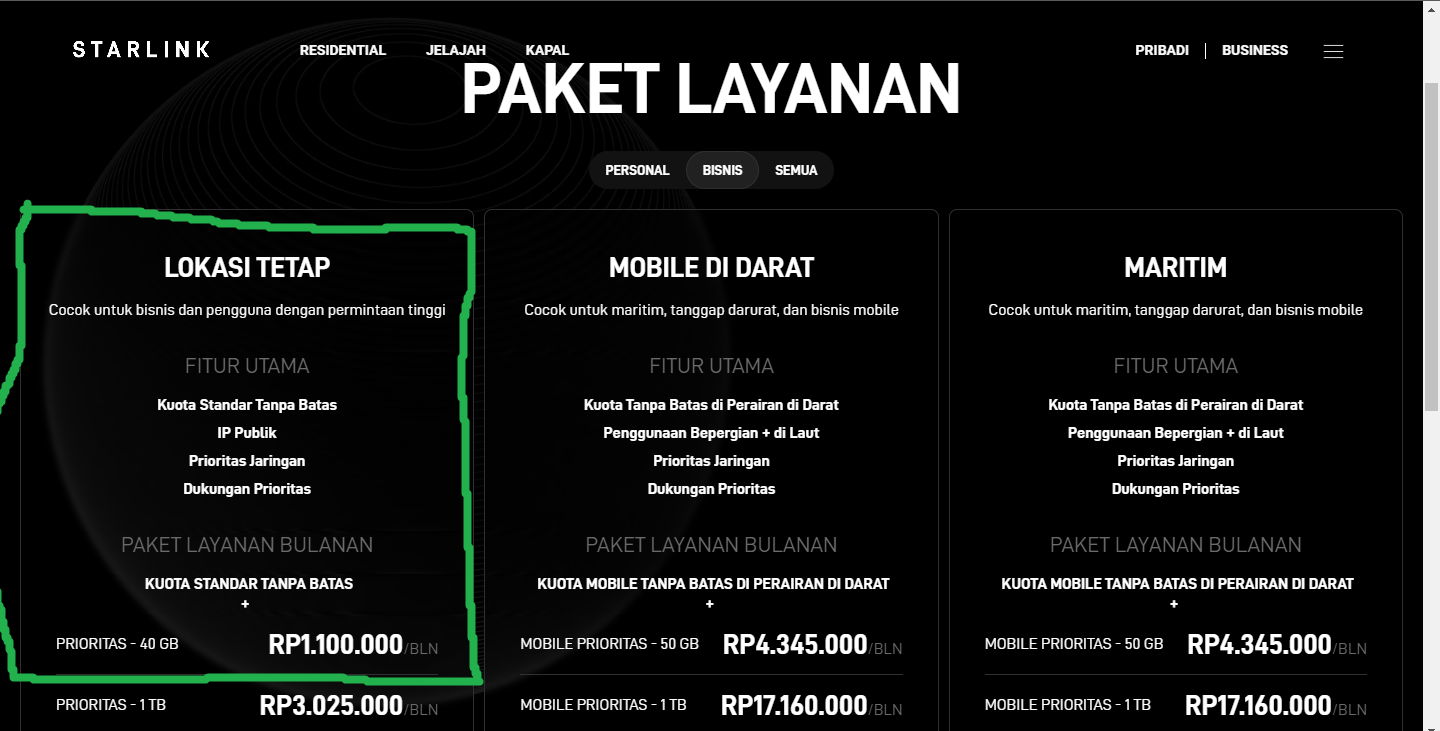 STARLINK RESIDENTIAL JELAJAH KAPAL PRIBADI BUSINESS
PAKET LAYANAN
PERSONAL BISNIS SEMUA
LOKASI TETAP
Cocok untuk bisnis dan pengguna dengan permintaan tinggi
FITUR UTAMA
Kuota Standar Tanpa Batas
IP Publik
Prioritas Jaringan
Dukungan Prioritas
PAKET LAYANAN BULANAN
KUOTA STANDAR TANPA BATAS
+
PRIORITAS - 40 GB RP1.100.000/BLN
PRIORITAS - 1 TB RP3.025.000/BLN
MOBILE DI DARAT
Cocok untuk maritim, tanggap darurat, dan bisnis mobile
FITUR UTAMA
Kuota Tanpa Batas di Perairan di Darat
Penggunaan Bepergian + di Laut
Prioritas Jaringan
Dukungan Prioritas
PAKET LAYANAN BULANAN
KUOTA MOBILE TANPA BATAS DI PERAIRAN DI DARAT
+
MOBILE PRIORITAS - 50 GB RP4.345.000/BLN
MOBILE PRIORITAS - 1 TB RP17.160.000/BLN
MARITIM
Cocok untuk maritim, tanggap darurat, dan bisnis mobile
FITUR UTAMA
Kuota Tanpa Batas di Perairan di Darat
Penggunaan Bepergian + di Laut
Prioritas Jaringan
Dukungan Prioritas
PAKET LAYANAN BULANAN
KUOTA MOBILE TANPA BATAS DI PERAIRAN DI DARAT
+
MOBILE PRIORITAS - 50 GB RP4.345.000/BLN
MOBILE PRIORITAS - 1 TB RP17.160.000/BLN